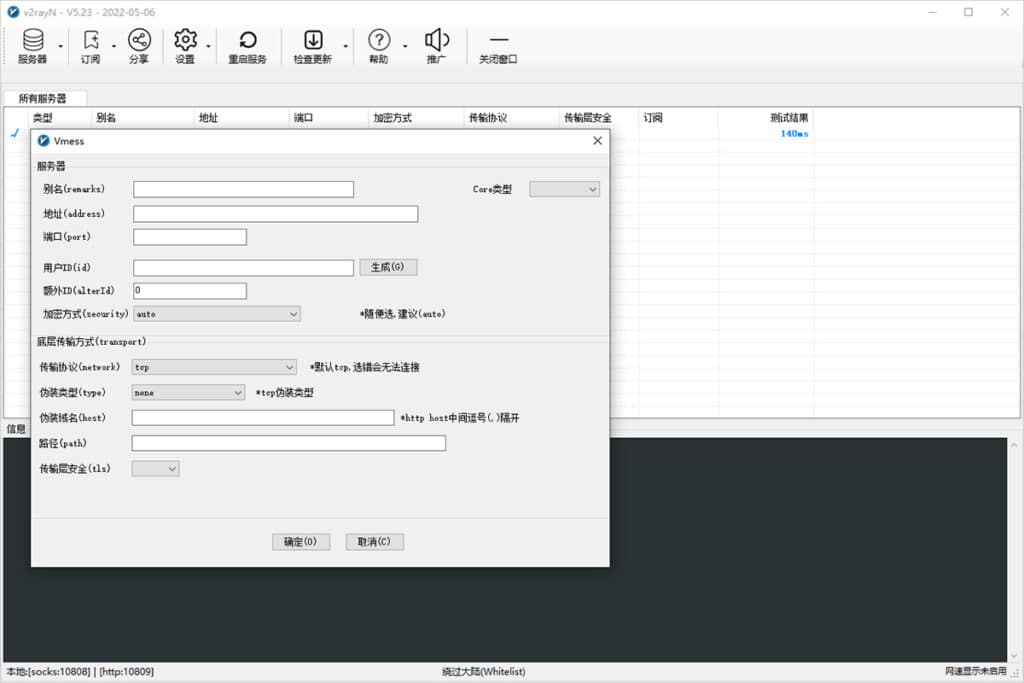 v2rayN - V5.23 - 2022-05-06
服务器 订阅 分享 设置 重启服务 检查更新 帮助 推广 关闭窗口
所有服务器
类型 别名 地址 端口 加密方式 传输协议 传输层安全 订阅 测试结果
140ms
Vmess
服务器
别名(remarks) Core类型
地址(address)
端口(port)
用户ID(id) 生成(G)
额外ID(alterId) 0
加密方式(security) auto *随便选,建议(auto)
底层传输方式(transport)
传输协议(network) tcp *默认tcp,选错会无法连接
伪装类型(type) none *tcp伪装类型
伪装域名(host) *http host中间逗号(,)隔开
路径(path)
传输层安全(tls)
确定(O) 取消(C)
信息
本地:[socks:10808] | [http:10809] 绕过大陆(Whitelist) 网速显示未启用